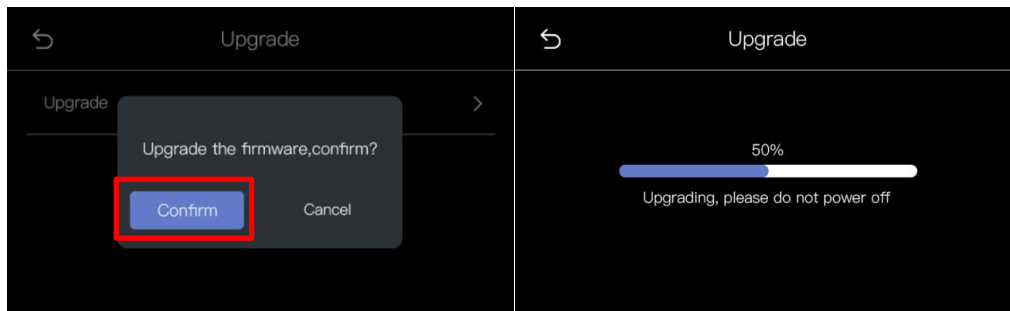 Upgrade
Upgrade
Upgrade the firmware,confirm?
Confirm
Cancel
Upgrade
50%
Upgrading, please do not power off